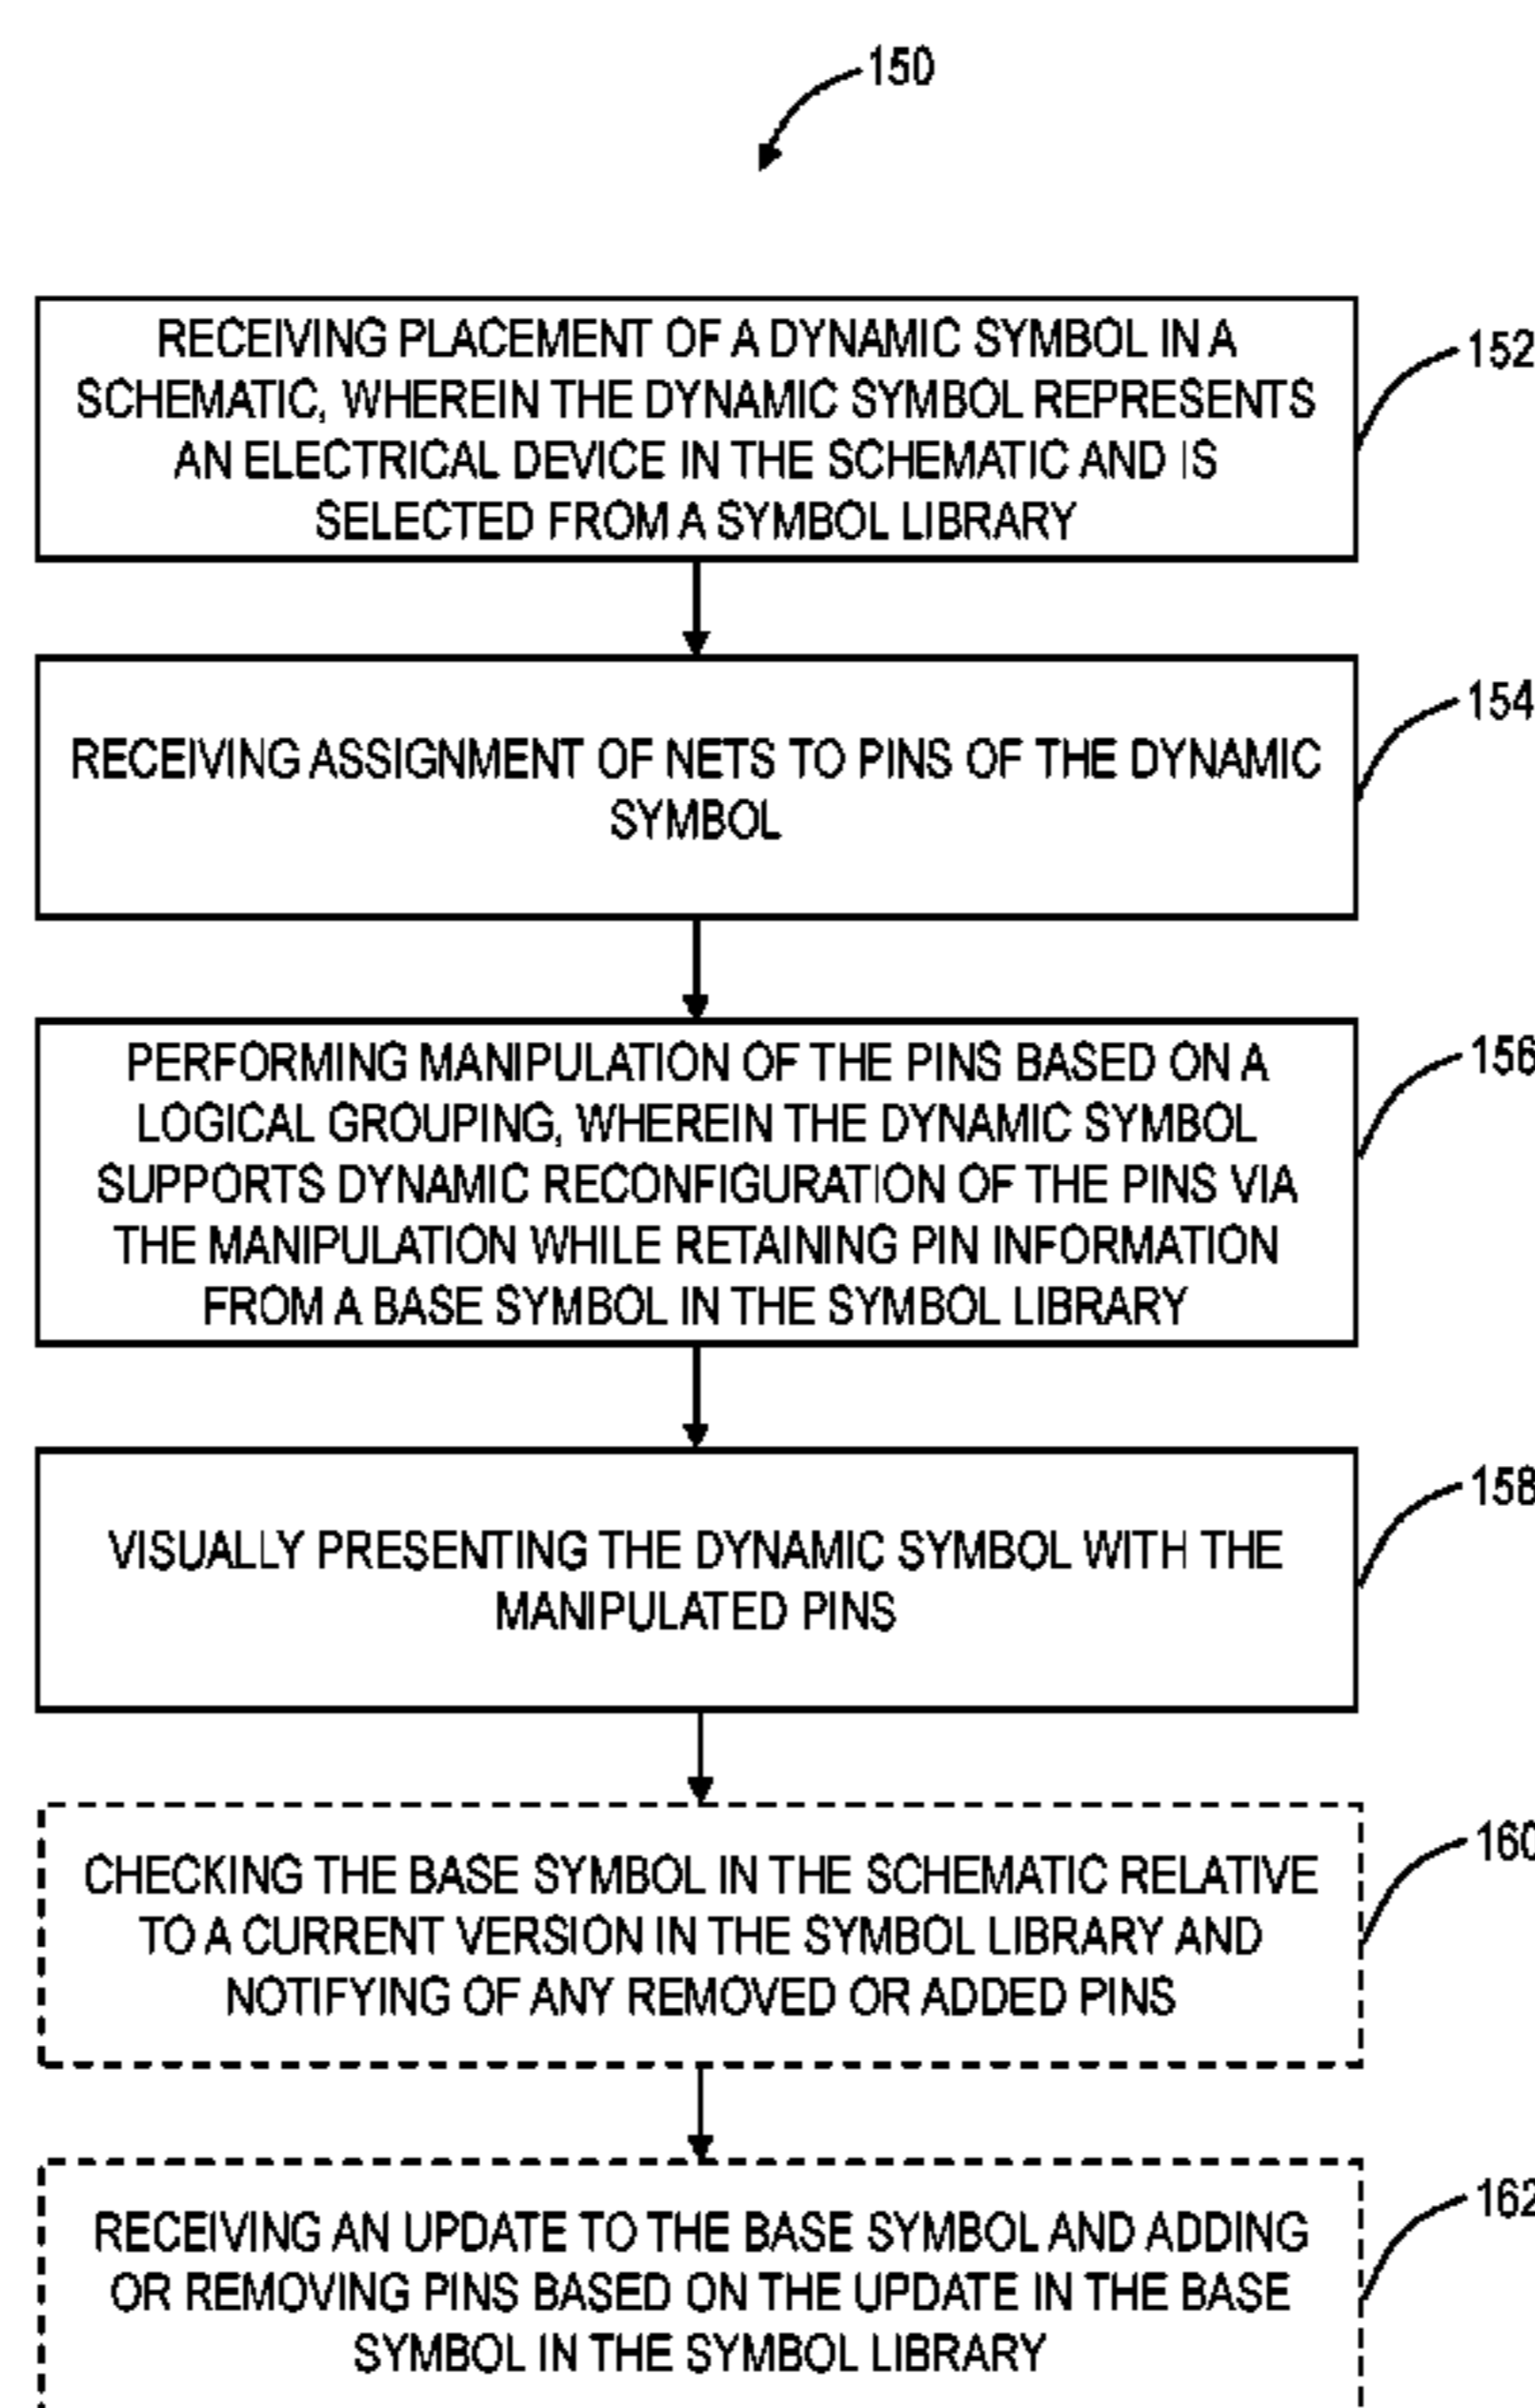 150
RECEIVING PLACEMENT OF A DYNAMIC SYMBOL IN A
SCHEMATIC, WHEREIN THE DYNAMIC SYMBOL REPRESENTS
AN ELECTRICAL DEVICE IN THE SCHEMATIC AND IS
SELECTED FROM A SYMBOL LIBRARY
152
RECEIVING ASSIGNMENT OF NETS TO PINS OF THE DYNAMIC
SYMBOL
154
PERFORMING MANIPULATION OF THE PINS BASED ON A
LOGICAL GROUPING, WHEREIN THE DYNAMIC SYMBOL
SUPPORTS DYNAMIC RECONFIGURATION OF THE PINS VIA
THE MANIPULATION WHILE RETAINING PIN INFORMATION
FROM A BASE SYMBOL IN THE SYMBOL LIBRARY
156
VISUALLY PRESENTING THE DYNAMIC SYMBOL WITH THE
MANIPULATED PINS
158
CHECKING THE BASE SYMBOL IN THE SCHEMATIC RELATIVE
TO A CURRENT VERSION IN THE SYMBOL LIBRARY AND
NOTIFYING OF ANY REMOVED OR ADDED PINS
160
RECEIVING AN UPDATE TO THE BASE SYMBOL AND ADDING
OR REMOVING PINS BASED ON THE UPDATE IN THE BASE
SYMBOL IN THE SYMBOL LIBRARY
162